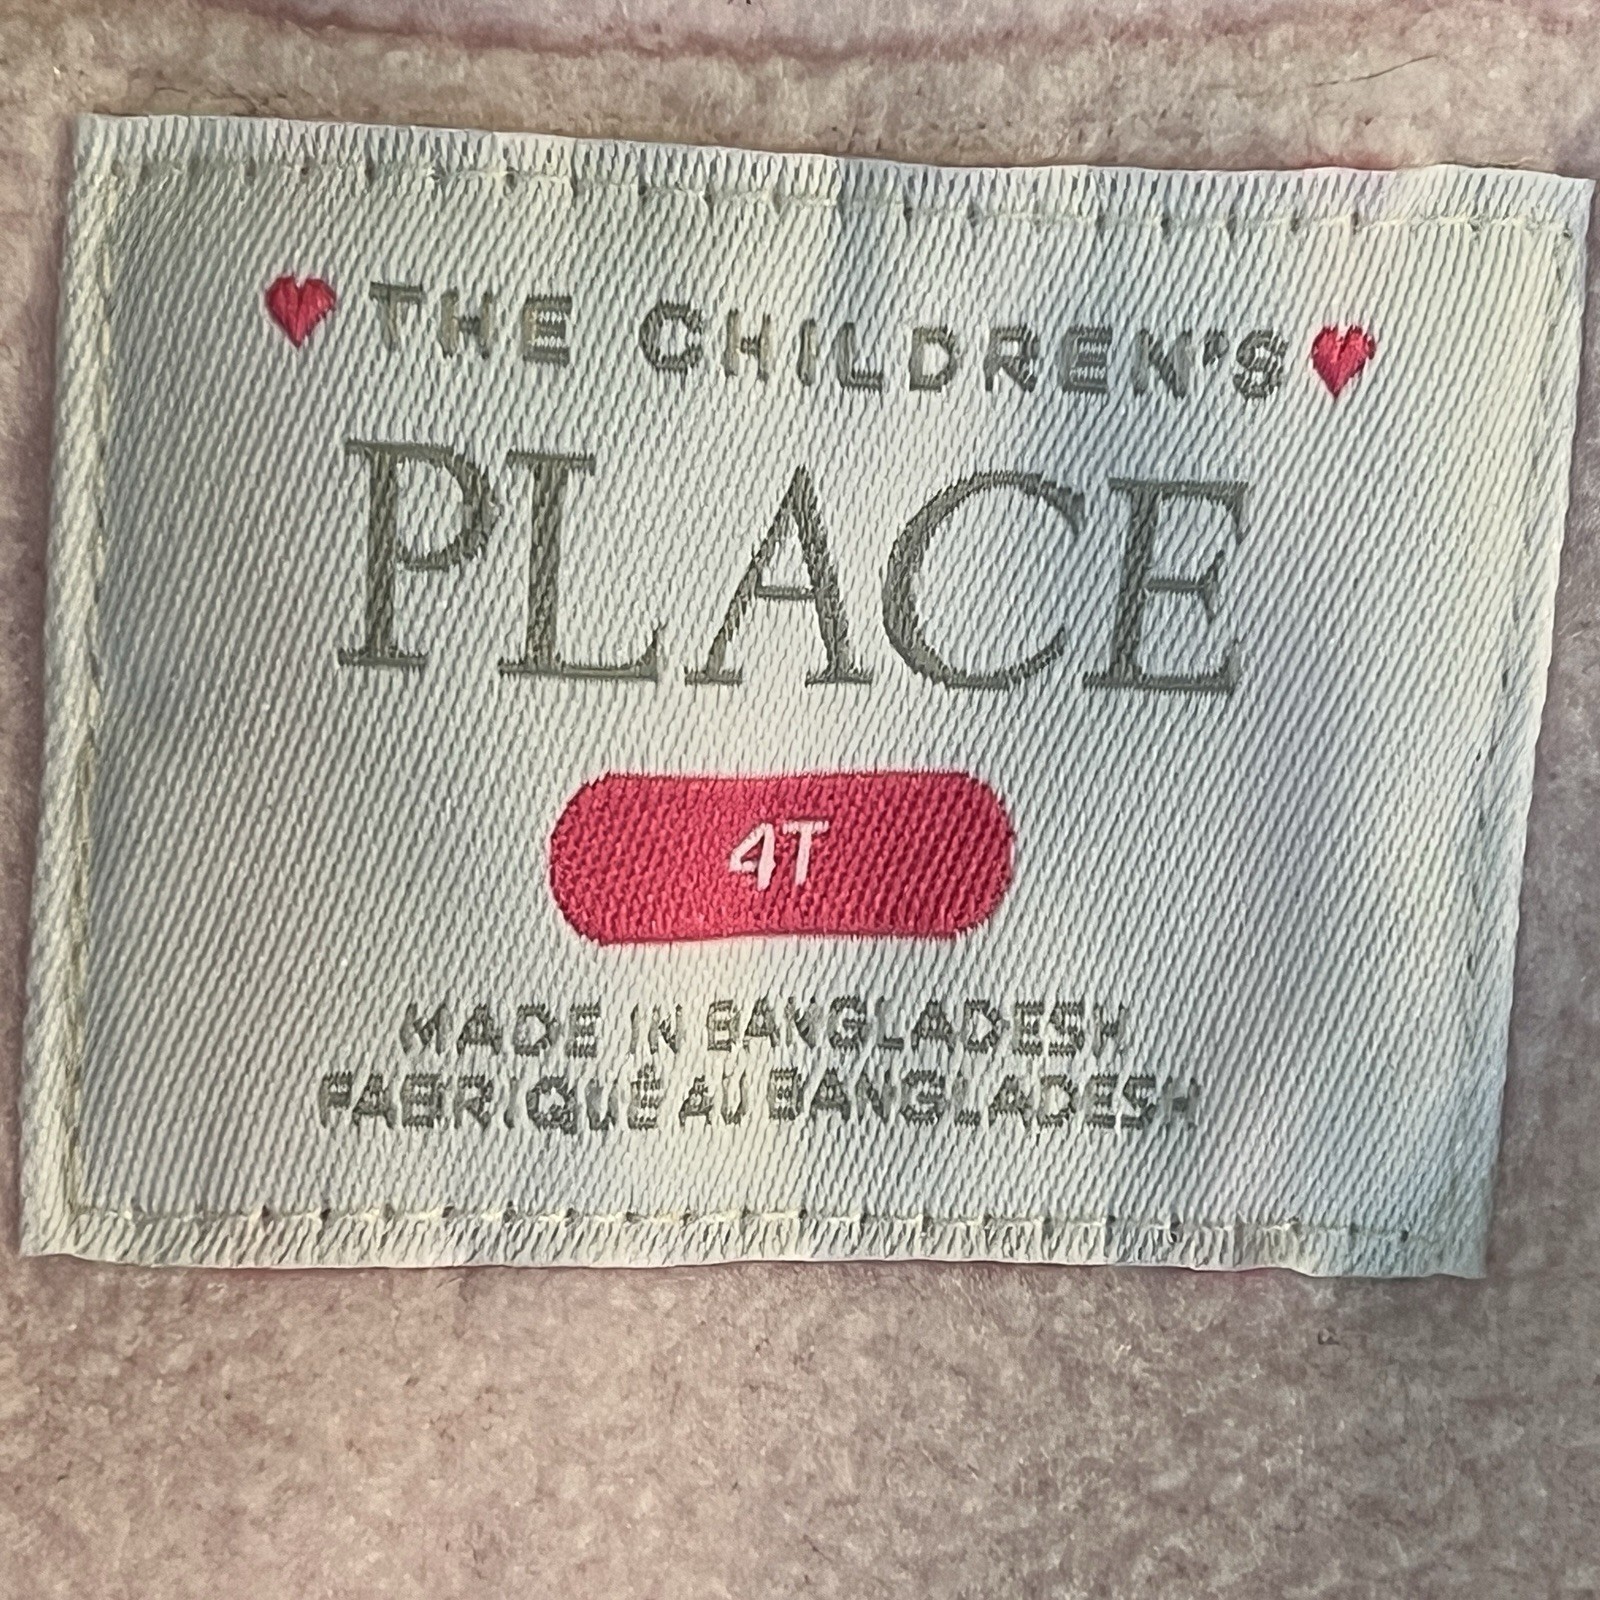 THE CHILDREN'S
PLACE
4T
MADE IN BANGLADESH
FABRIQUÉ AU BANGLADESH